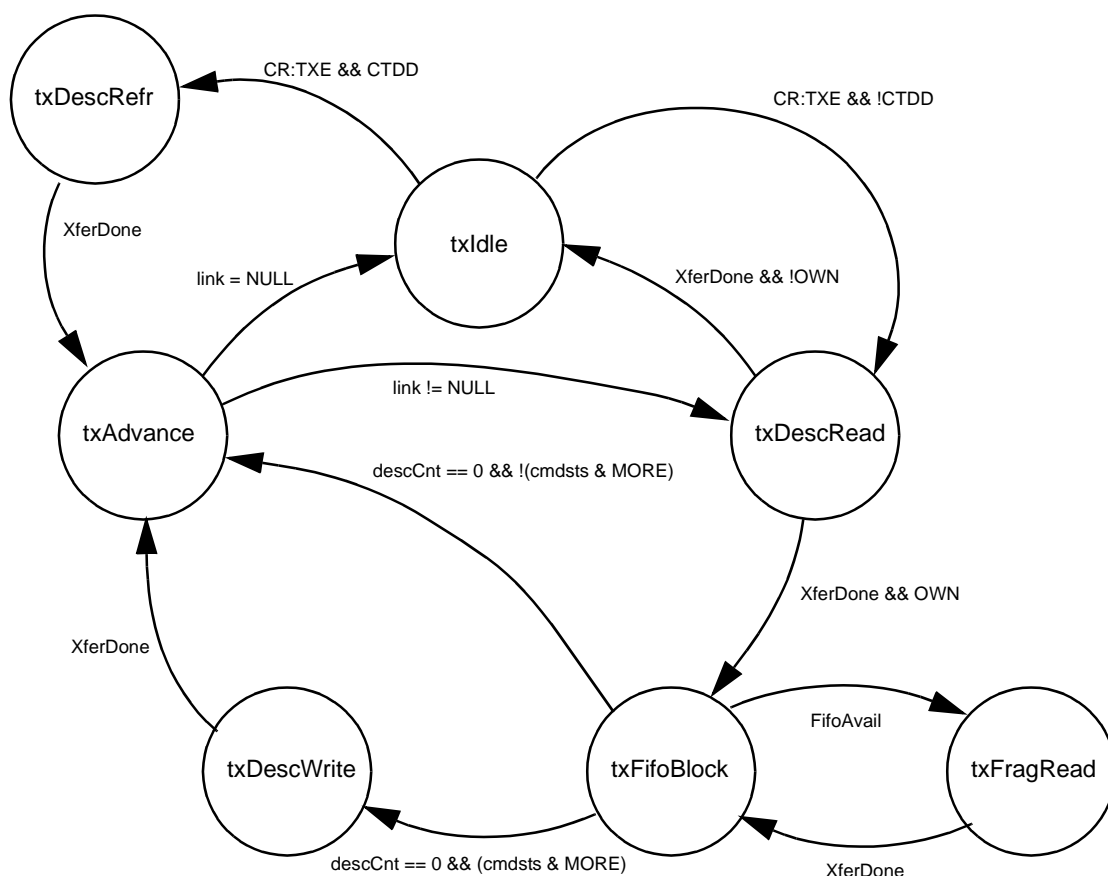 CR:TXE && CTDD
txDescRefr
CR:TXE && !CTDD
XferDone
txIdle
link = NULL
XferDone && !OWN
link != NULL
txAdvance
txDescRead
descCnt == 0 && !(cmdsts & MORE)
XferDone && OWN
XferDone
FifoAvail
txDescWrite
txFifoBlock
txFragRead
descCnt == 0 && (cmdsts & MORE)
XferDone